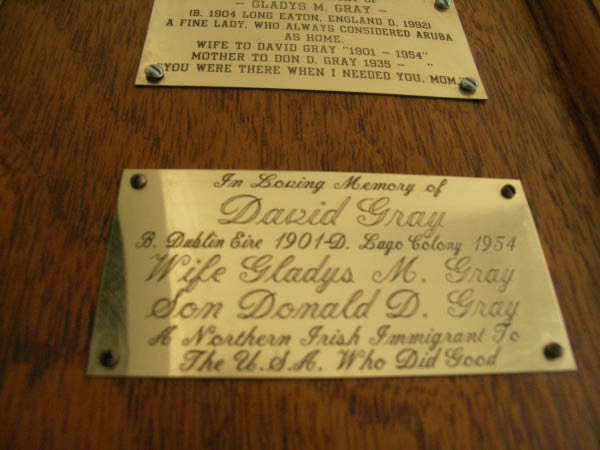 OF
- GLADYS M. GRAY -
(B. 1904 LONG EATON, ENGLAND D. 1992)
A FINE LADY, WHO ALWAYS CONSIDERED ARUBA
AS HOME.
WIFE TO DAVID GRAY "1901 - 1954"
MOTHER TO DON D. GRAY 1935 - "
"YOU WERE THERE WHEN I NEEDED YOU, MOM."
In Loving Memory of
David Gray
B. Dublin Eire 1901-D. Lago Colony 1954
Wife Gladys M. Gray
Son Donald D. Gray
A Northern Irish Immigrant To
The U.S.A. Who Did Good